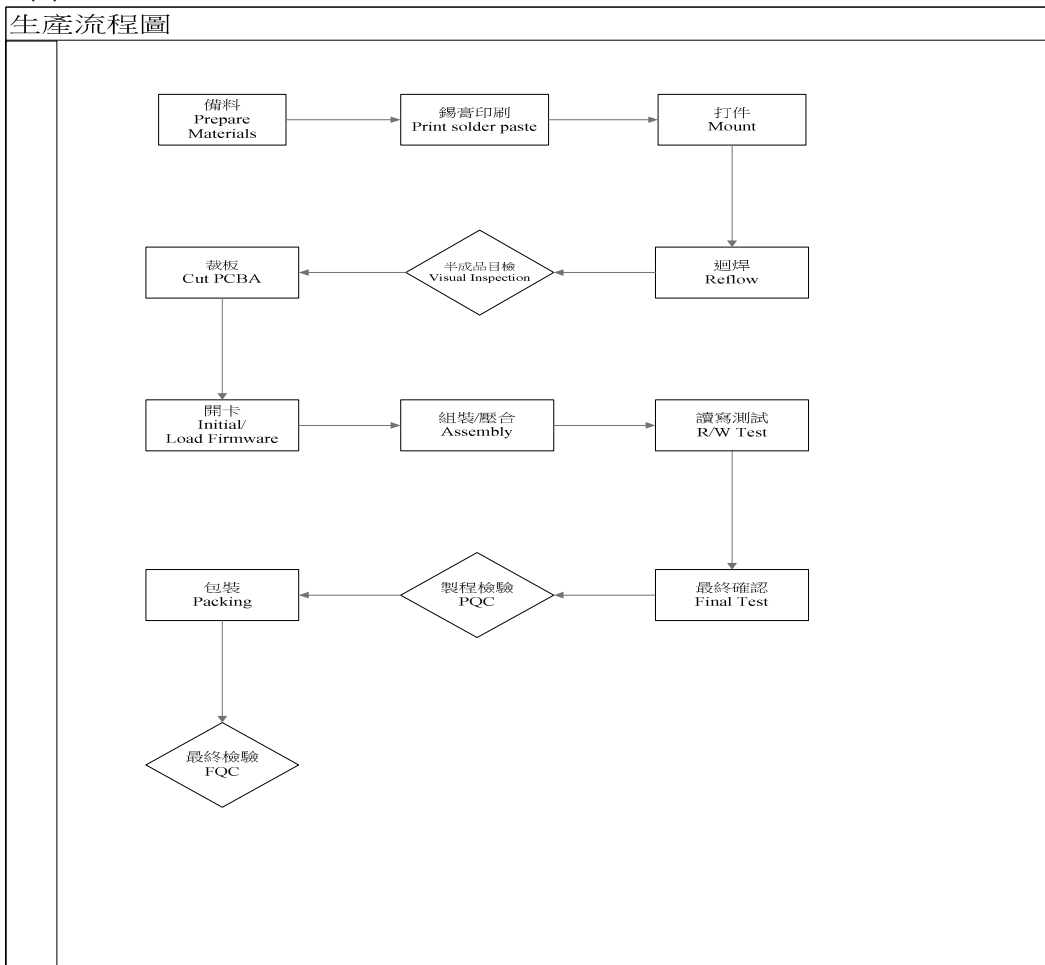 生產流程圖
備料
Prepare
Materials
錫膏印刷
Print solder paste
打件
Mount
迴焊
Reflow
半成品目檢
Visual Inspection
裁板
Cut PCBA
開卡
Initial/
Load Firmware
組裝/壓合
Assembly
讀寫測試
R/W Test
最終確認
Final Test
製程檢驗
PQC
包裝
Packing
最終檢驗
FQC